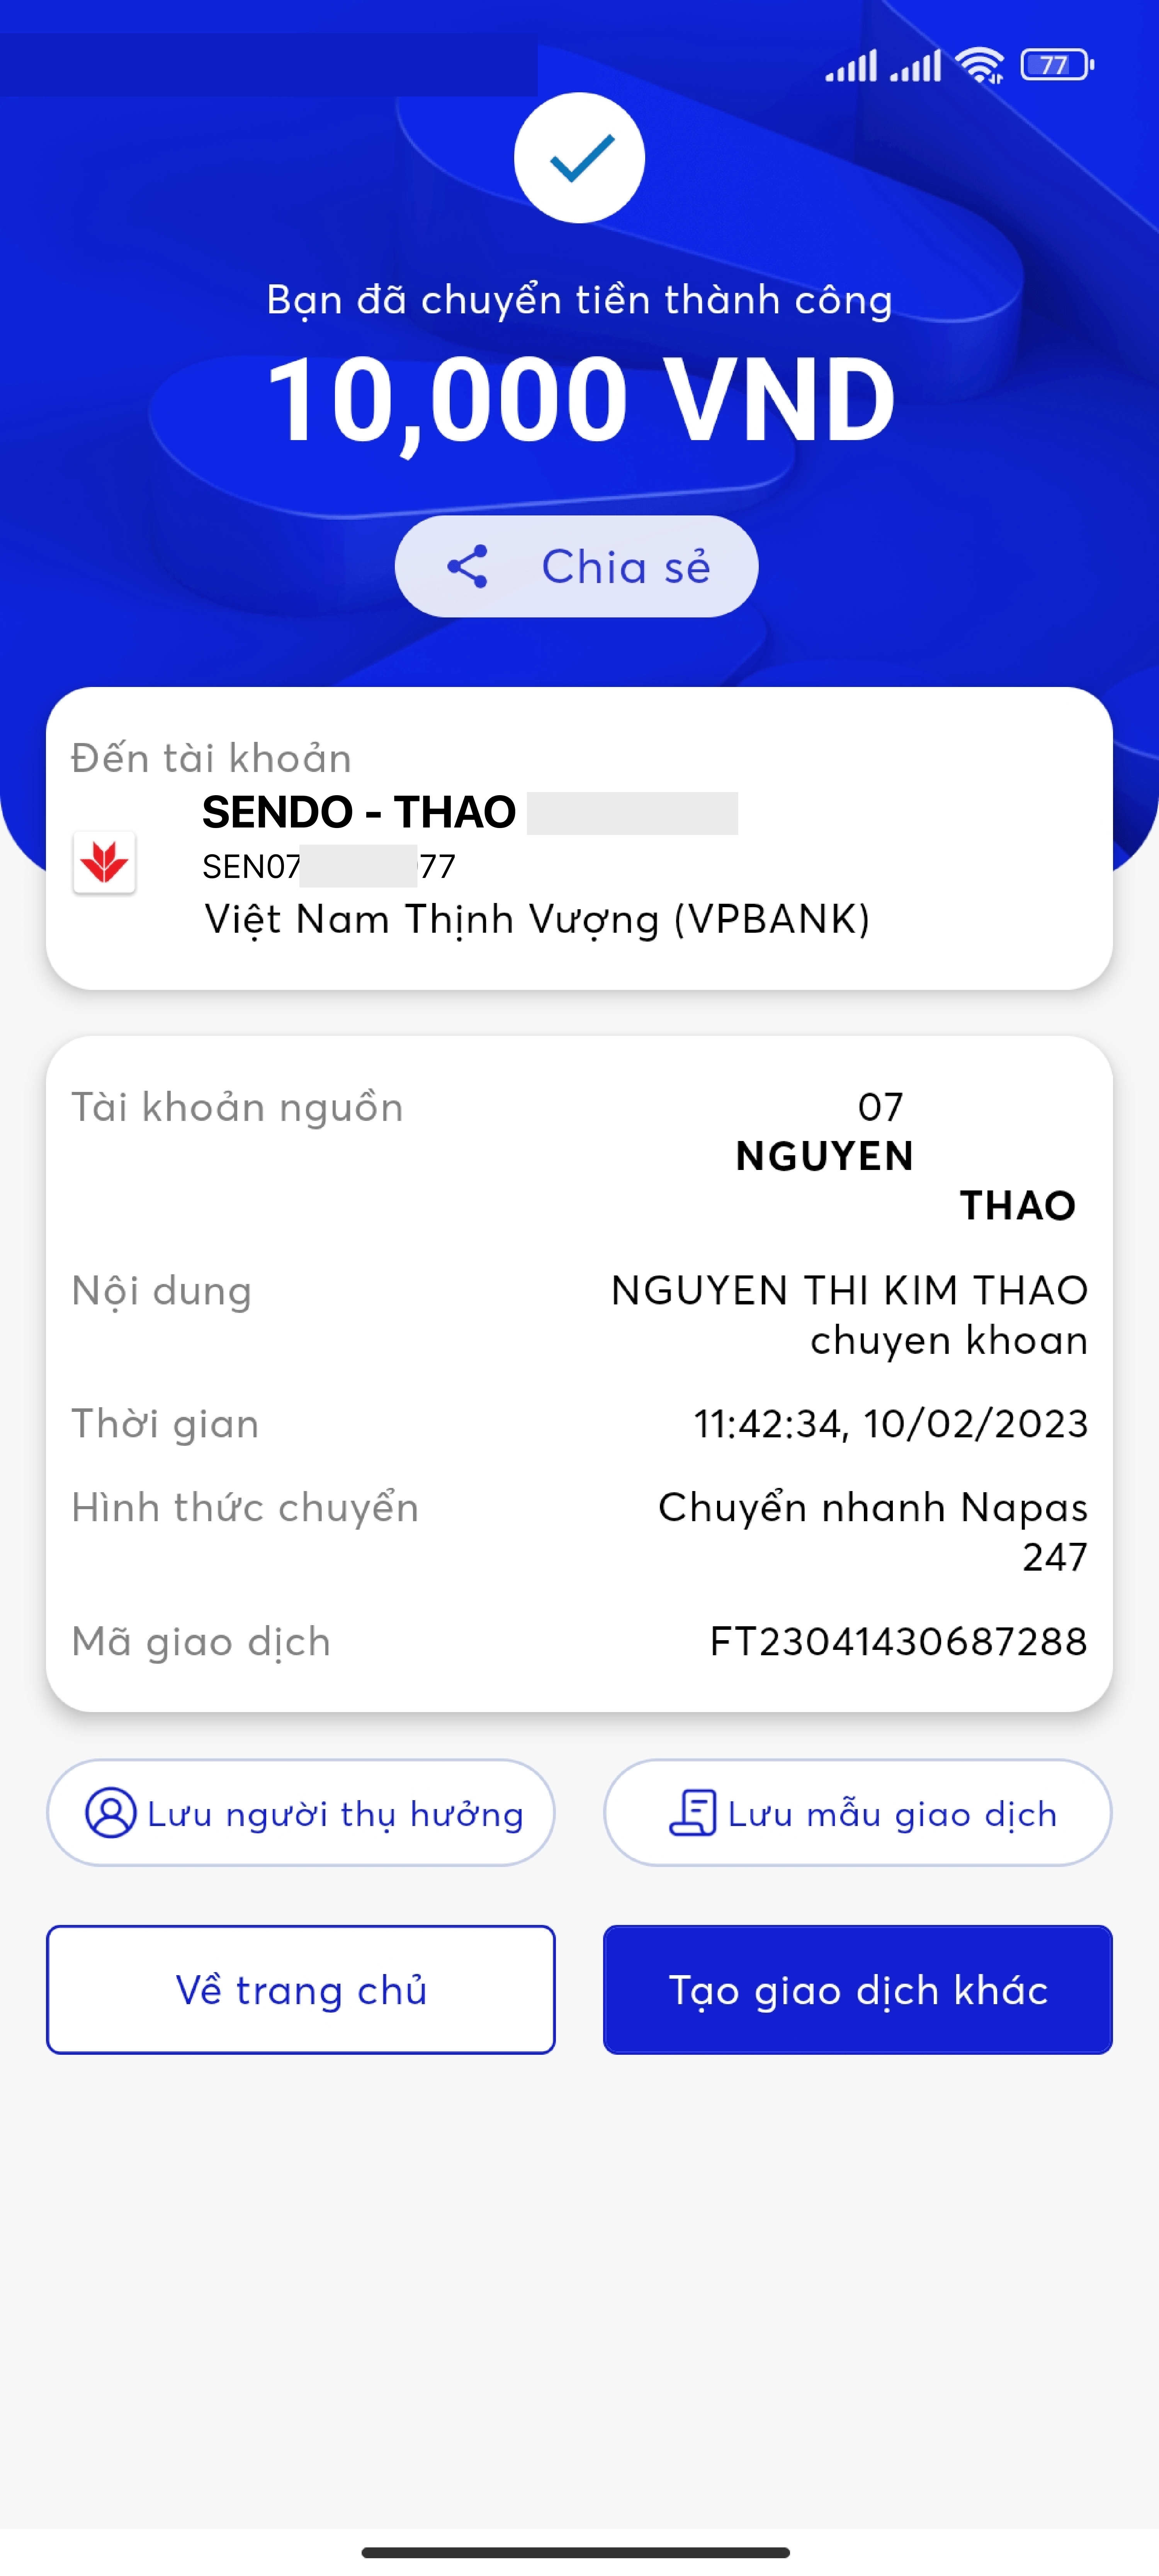 77
Bạn đã chuyển tiền thành công
10,000 VND
Chia sẻ
Đến tài khoản
SENDO - THAO
SEN07 77
Việt Nam Thịnh Vượng (VPBANK)
Tài khoản nguồn 07
NGUYEN
THAO
Nội dung NGUYEN THI KIM THAO
chuyen khoan
Thời gian 11:42:34, 10/02/2023
Hình thức chuyển Chuyển nhanh Napas
247
Mã giao dịch FT23041430687288
Lưu người thụ hưởng Lưu mẫu giao dịch
Về trang chủ Tạo giao dịch khác